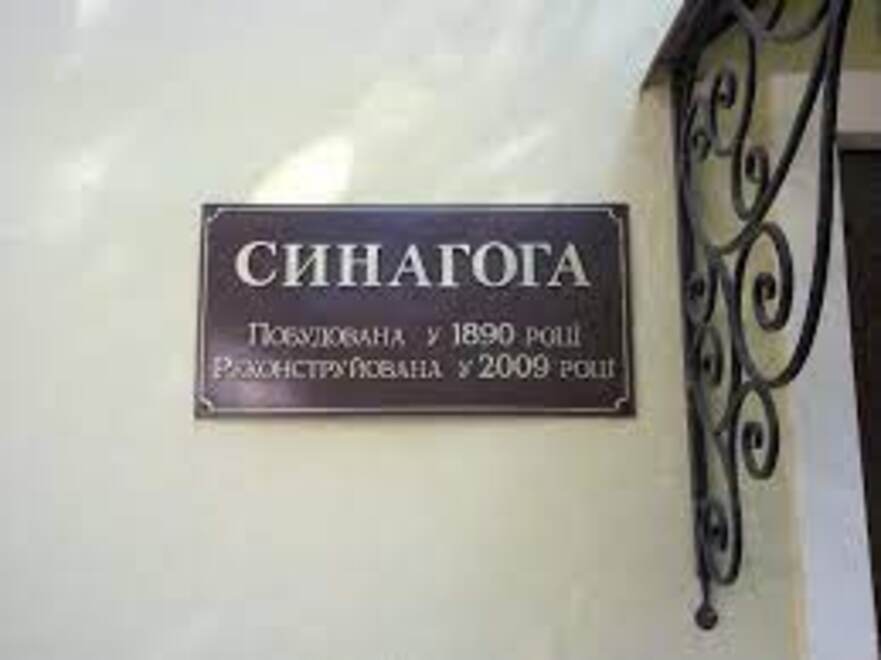 СИНАГОГА
ПОБУДОВАНА У 1890 РОЦІ
РЕКОНСТРУЙОВАНА У 2009 РОЦІ